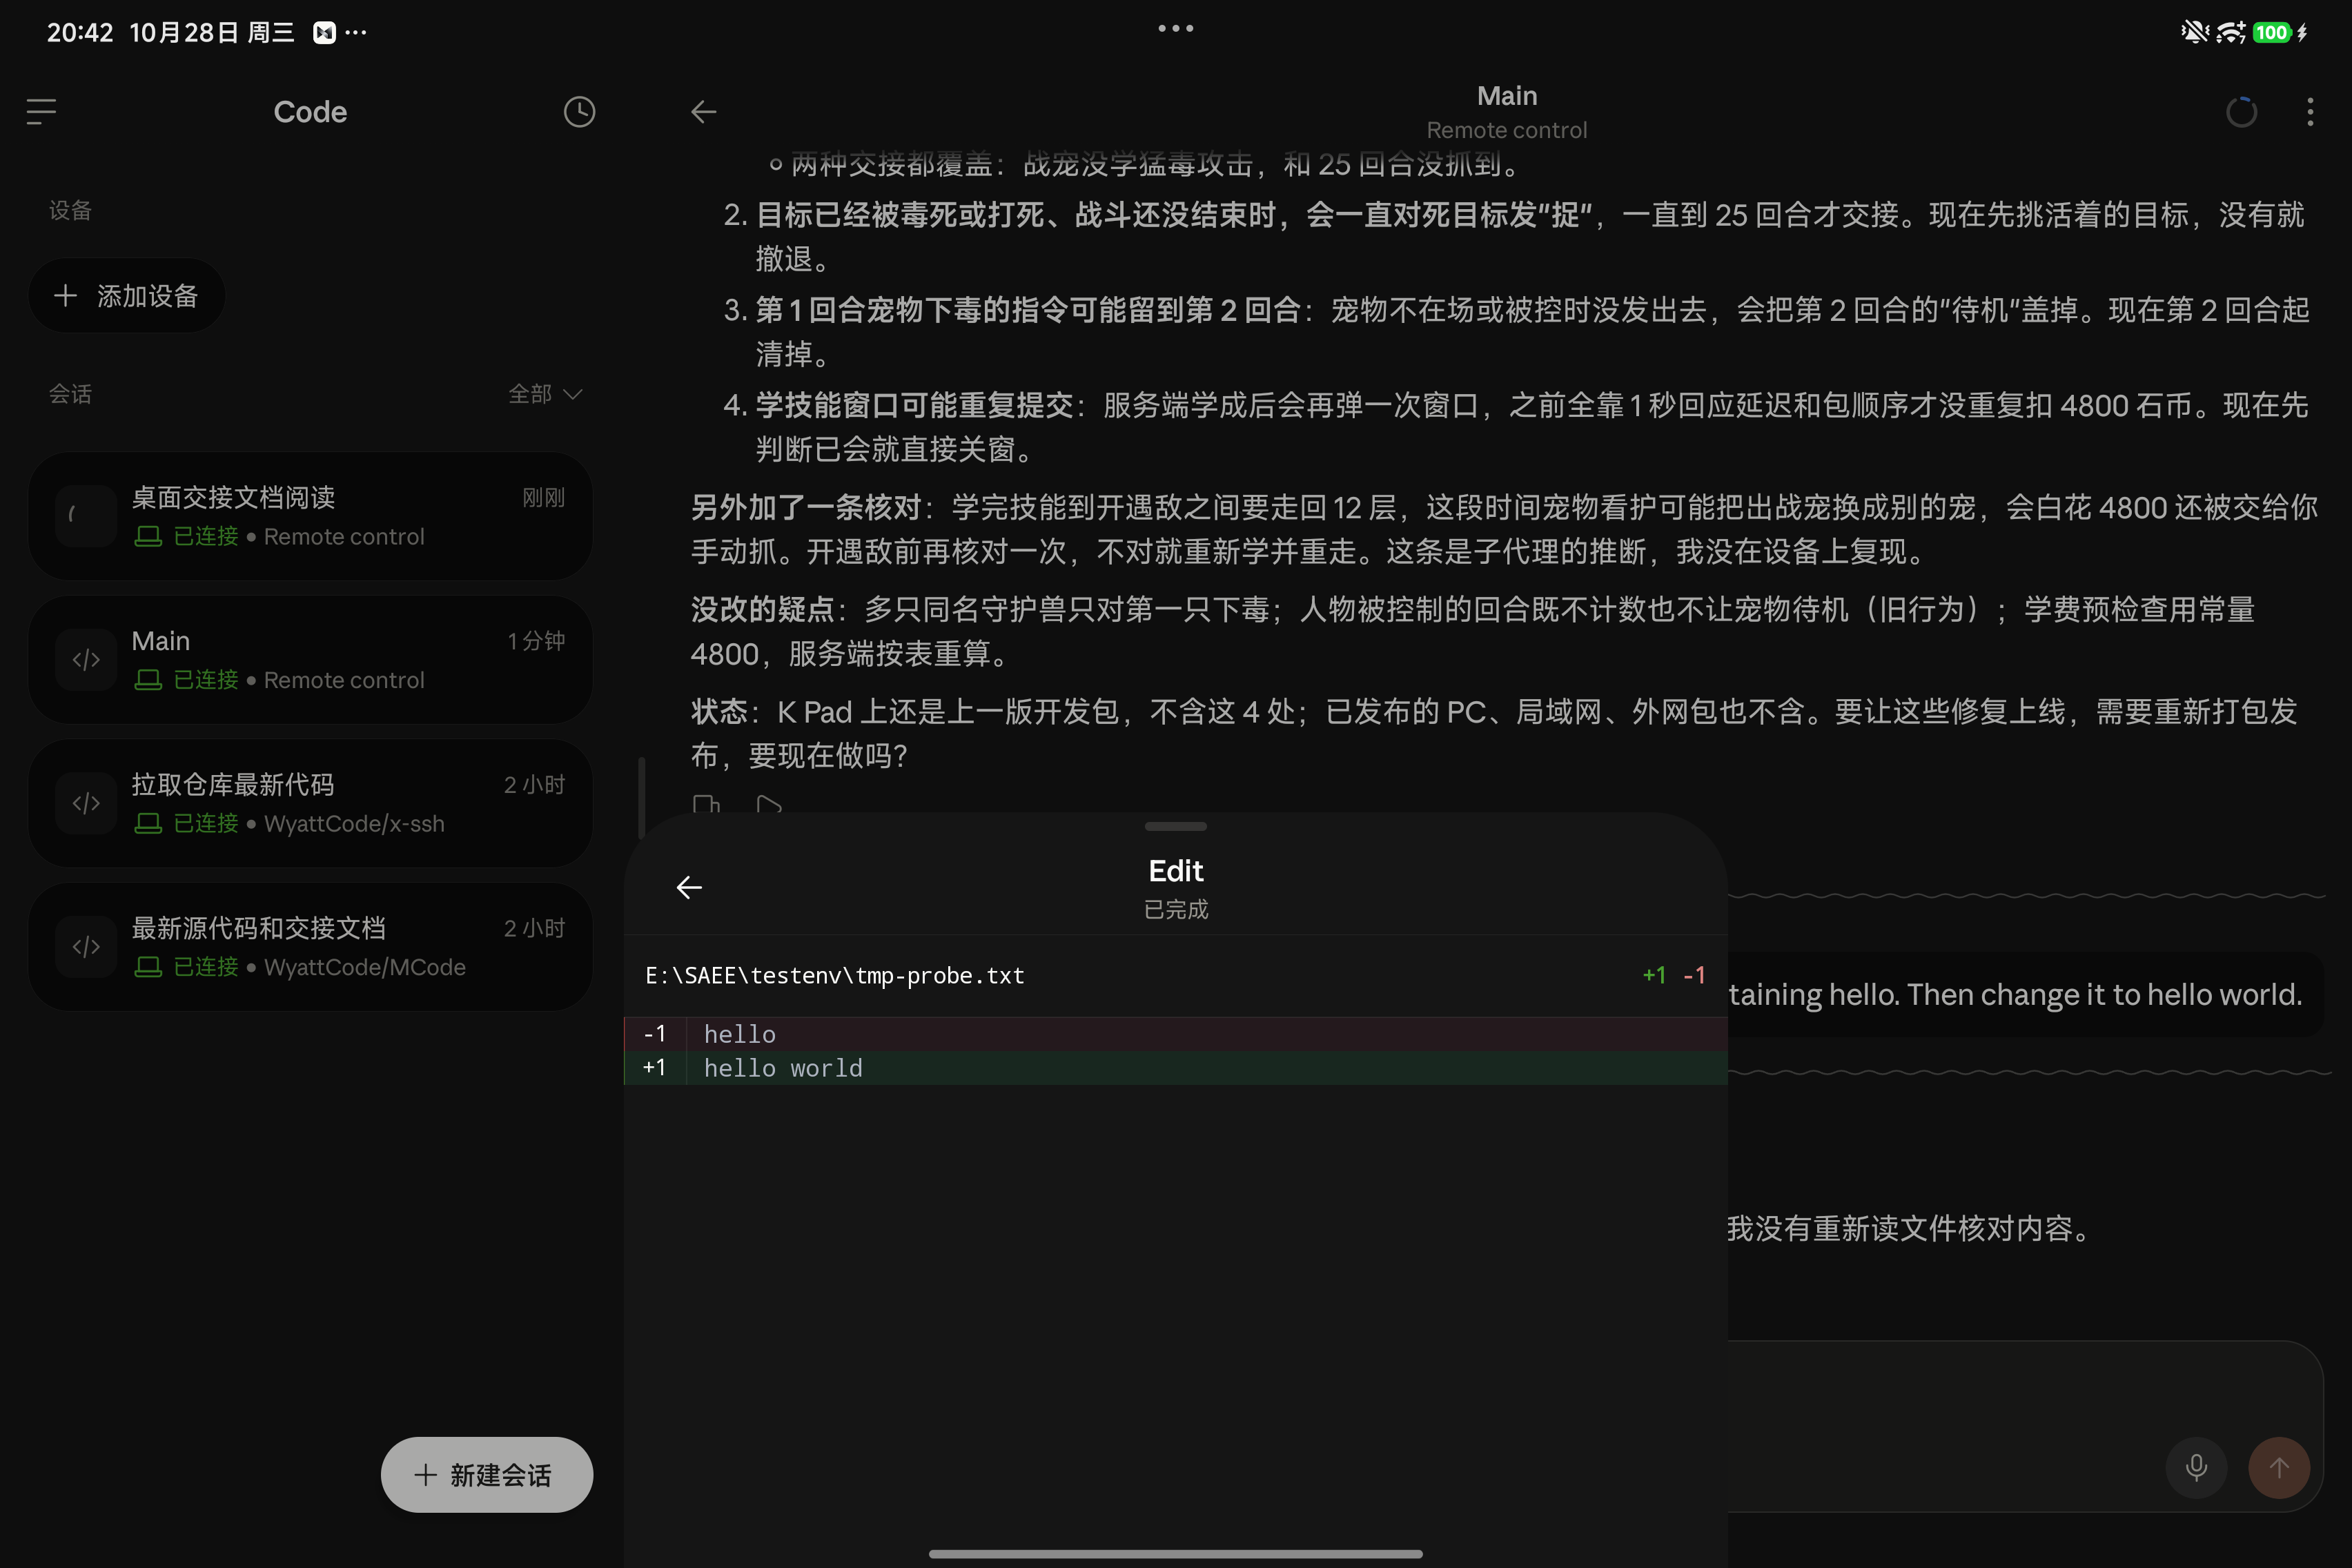 20:42 10月28日 周三
100
Code
设备
添加设备
会话
全部
桌面交接文档阅读
刚刚
已连接 • Remote control
Main
1 分钟
已连接 • Remote control
拉取仓库最新代码
2 小时
已连接 • WyattCode/x-ssh
最新源代码和交接文档
2 小时
已连接 • WyattCode/MCode
新建会话
Main
Remote control
两种交接都覆盖：战宠没学猛毒攻击，和 25 回合没抓到。
2. 目标已经被毒死或打死、战斗还没结束时，会一直对死目标发"捉"，一直到 25 回合才交接。现在先挑活着的目标，没有就
撤退。
3. 第 1 回合宠物下毒的指令可能留到第 2 回合：宠物不在场或被控时没发出去，会把第 2 回合的"待机"盖掉。现在第 2 回合起
清掉。
4. 学技能窗口可能重复提交：服务端学成后会再弹一次窗口，之前全靠 1 秒回应延迟和包顺序才没重复扣 4800 石币。现在先
判断已会就直接关窗。
另外加了一条核对：学完技能到开遇敌之间要走回 12 层，这段时间宠物看护可能把出战宠换成别的宠，会白花 4800 还被交给你
手动抓。开遇敌前再核对一次，不对就重新学并重走。这条是子代理的推断，我没在设备上复现。
没改的疑点：多只同名守护兽只对第一只下毒；人物被控制的回合既不计数也不让宠物待机（旧行为）；学费预检查用常量
4800，服务端按表重算。
状态：K Pad 上还是上一版开发包，不含这 4 处；已发布的 PC、局域网、外网包也不含。要让这些修复上线，需要重新打包发
布，要现在做吗？
taining hello. Then change it to hello world.
我没有重新读文件核对内容。
Edit
已完成
E:\SAEE\testenv\tmp-probe.txt
+1 -1
-1 hello
+1 hello world